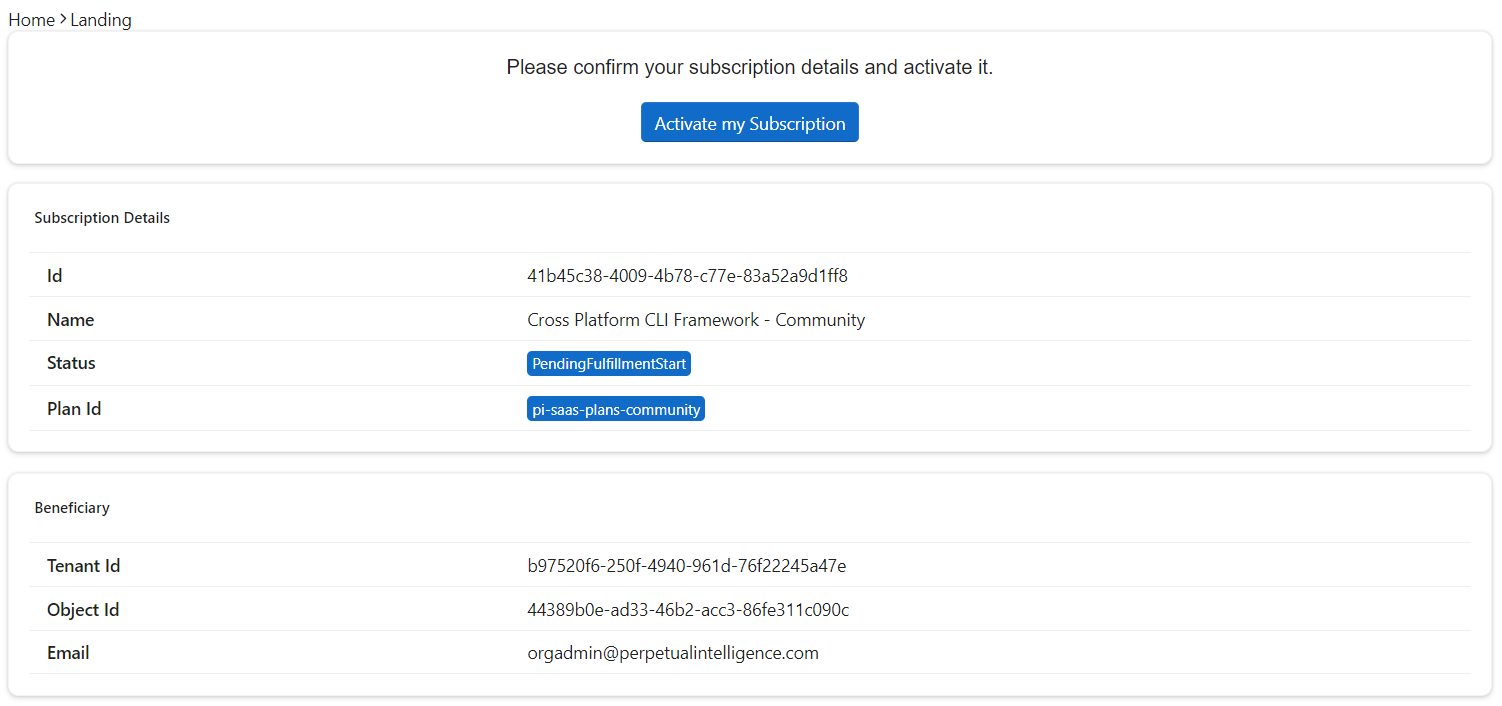 Home > Landing
Please confirm your subscription details and activate it.
Activate my Subscription
Subscription Details
Id 41b45c38-4009-4b78-c77e-83a52a9d1ff8
Name Cross Platform CLI Framework - Community
Status PendingFulfillmentStart
Plan Id pi-saas-plans-community
Beneficiary
Tenant Id b97520f6-250f-4940-961d-76f22245a47e
Object Id 44389b0e-ad33-46b2-acc3-86fe311c090c
Email orgadmin@perpetualintelligence.com